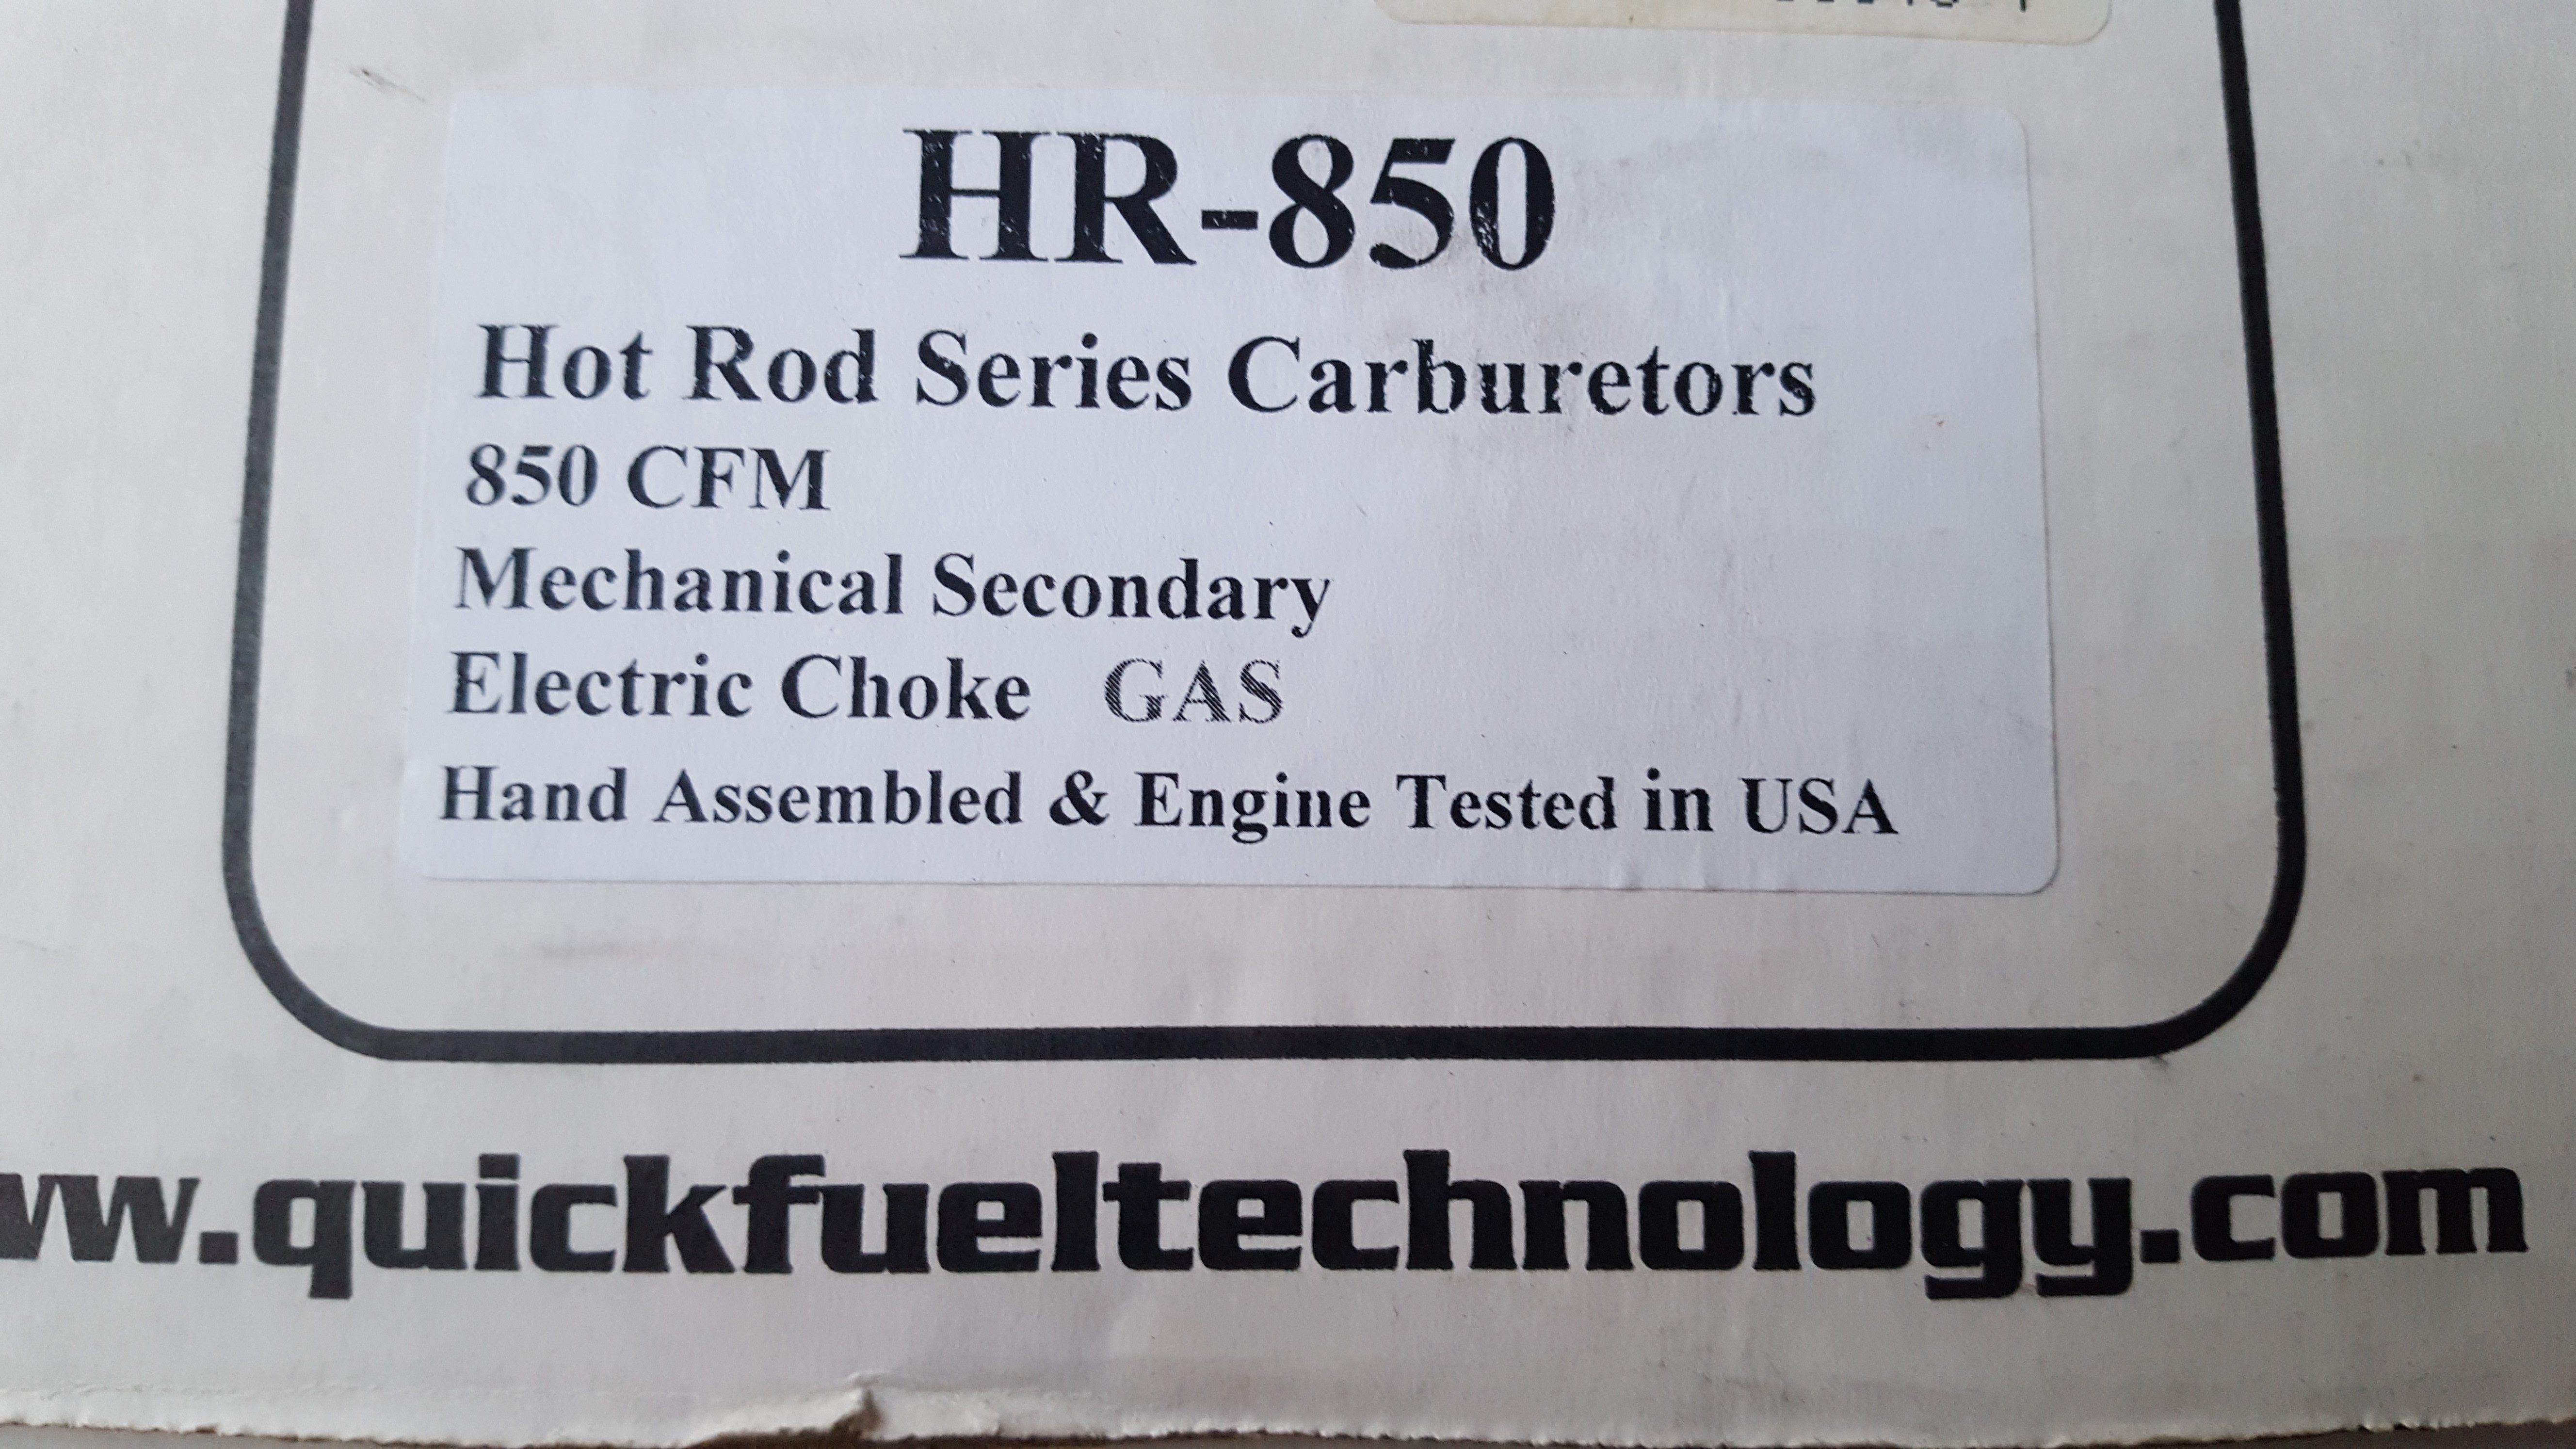 HR-850
Hot Rod Series Carburetors
850 CFM
Mechanical Secondary
Electric Choke GAS
Hand Assembled & Engine Tested in USA
www.quickfueltechnology.com